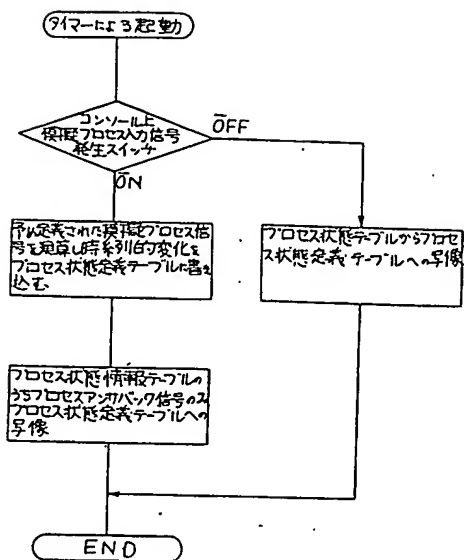 タイマーによる起動
コンソール上
模擬プロセス入力信号
発生スイッチ
OFF
ON
予め定義された模擬プロセス信
号を演算し時系列的変化を
プロセス状態定義テーブルに書き
込む。
プロセス状態テーブルからプロセ
ス状態定義テーブルへの写像
プロセス状態情報テーブルの
うちプロセスアンサバック信号のみ
プロセス状態定義テーブルへの
写像
END